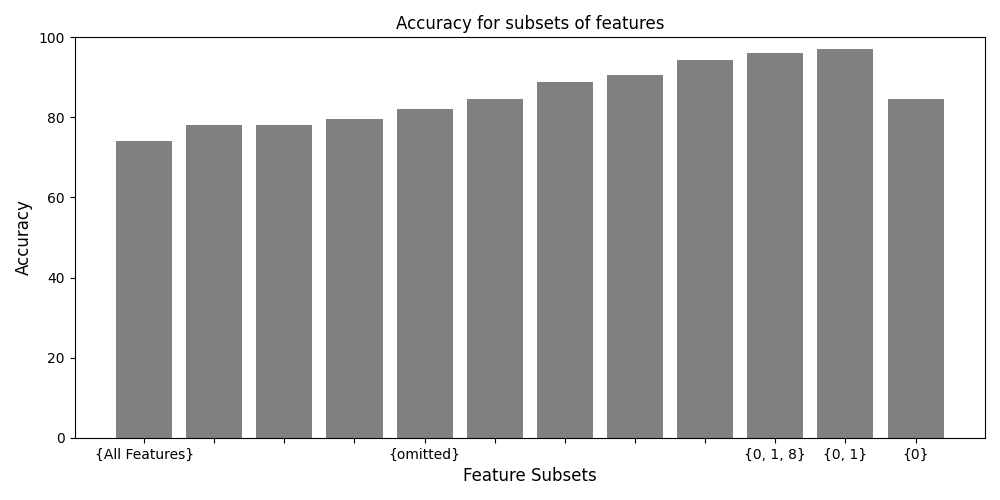 Accuracy for subsets of features
100
80
60
40
20
0
Accuracy
{All Features}
{omitted}
{0, 1, 8}
{0, 1}
{0}
Feature Subsets